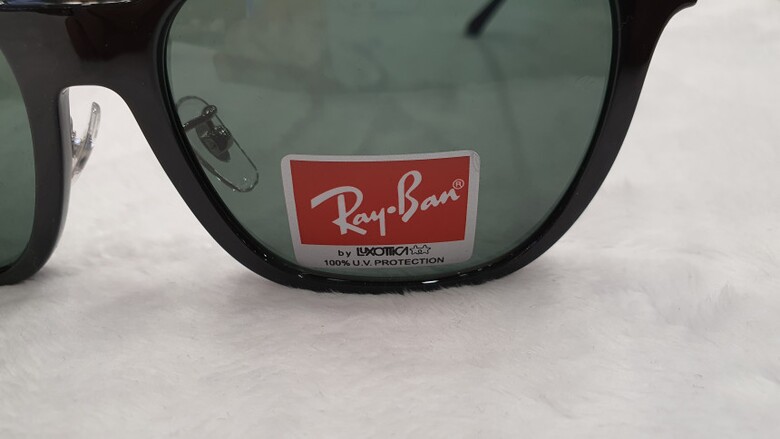 Ray•Ban®
by LUXOTTICA
100% U.V. PROTECTION